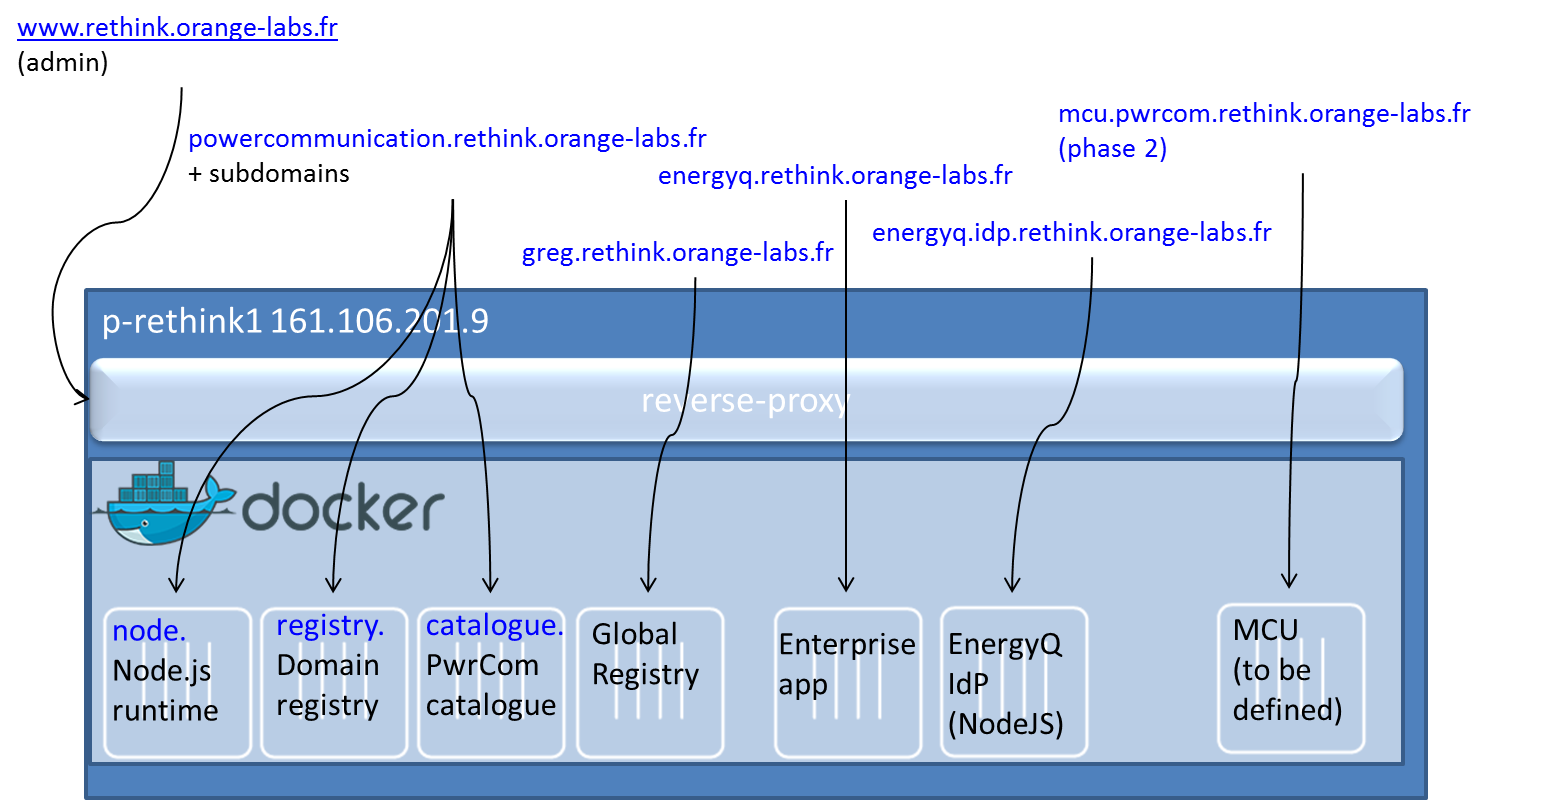 www.rethink.orange-labs.fr
(admin)
powercommunication.rethink.orange-labs.fr
+ subdomains
mcu.pwrcom.rethink.orange-labs.fr
(phase 2)
energyq.rethink.orange-labs.fr
energyq.idp.rethink.orange-labs.fr
greg.rethink.orange-labs.fr
p-rethink1 161.106.201.9
reverse-proxy
docker
node.
Node.js
runtime
registry.
Domain
registry
catalogue.
PwrCom
catalogue
Global
Registry
Enterprise
app
EnergyQ
IdP
(NodeJS)
MCU
(to be
defined)